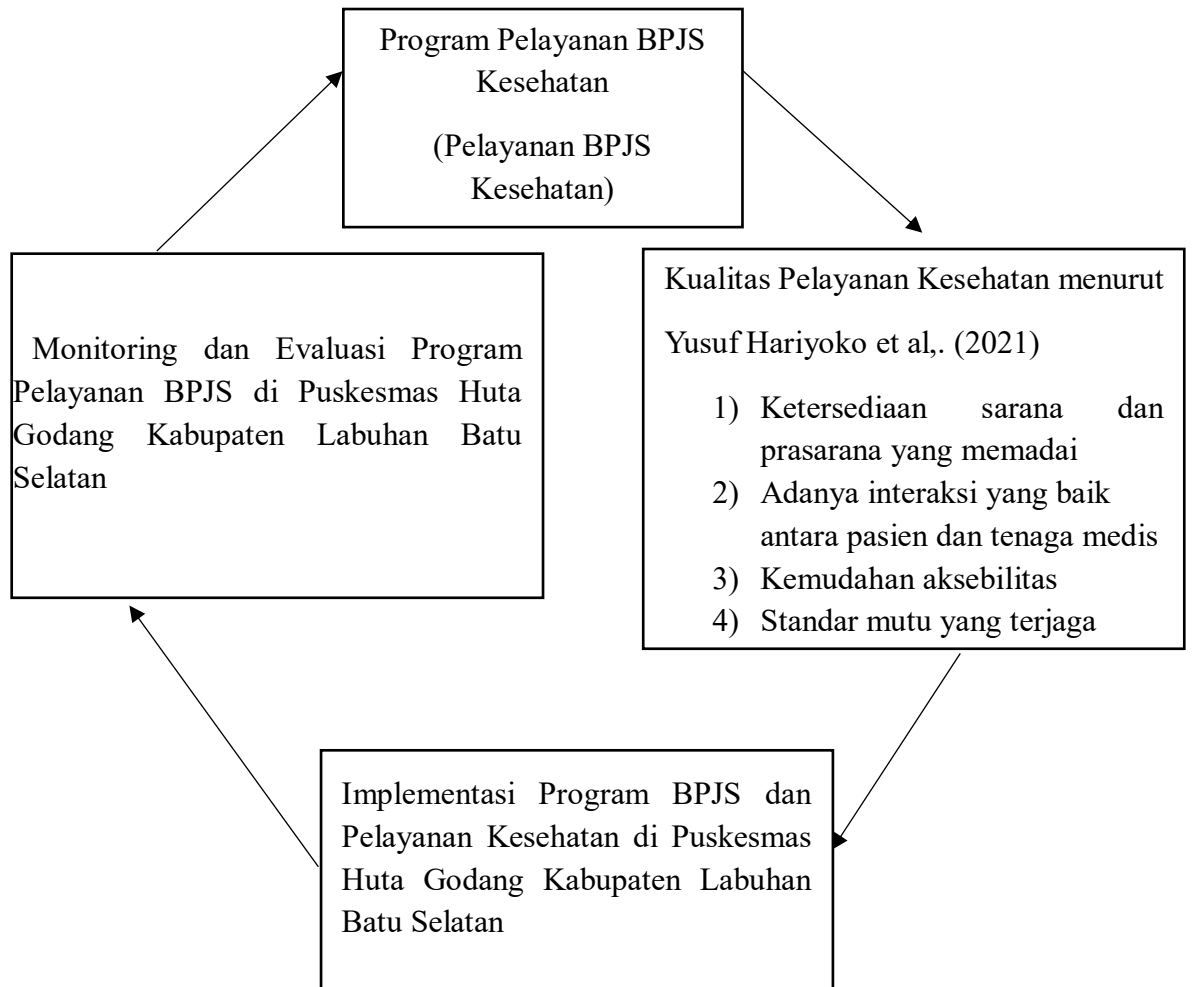 Program Pelayanan BPJS
Kesehatan
(Pelayanan BPJS
Kesehatan)
Kualitas Pelayanan Kesehatan menurut
Yusuf Hariyoko et al,. (2021)
1) Ketersediaan sarana dan
prasarana yang memadai
2) Adanya interaksi yang baik
antara pasien dan tenaga medis
3) Kemudahan aksebilitas
4) Standar mutu yang terjaga
Implementasi Program BPJS dan
Pelayanan Kesehatan di Puskesmas
Huta Godang Kabupaten Labuhan
Batu Selatan
Monitoring dan Evaluasi Program
Pelayanan BPJS di Puskesmas Huta
Godang Kabupaten Labuhan Batu
Selatan